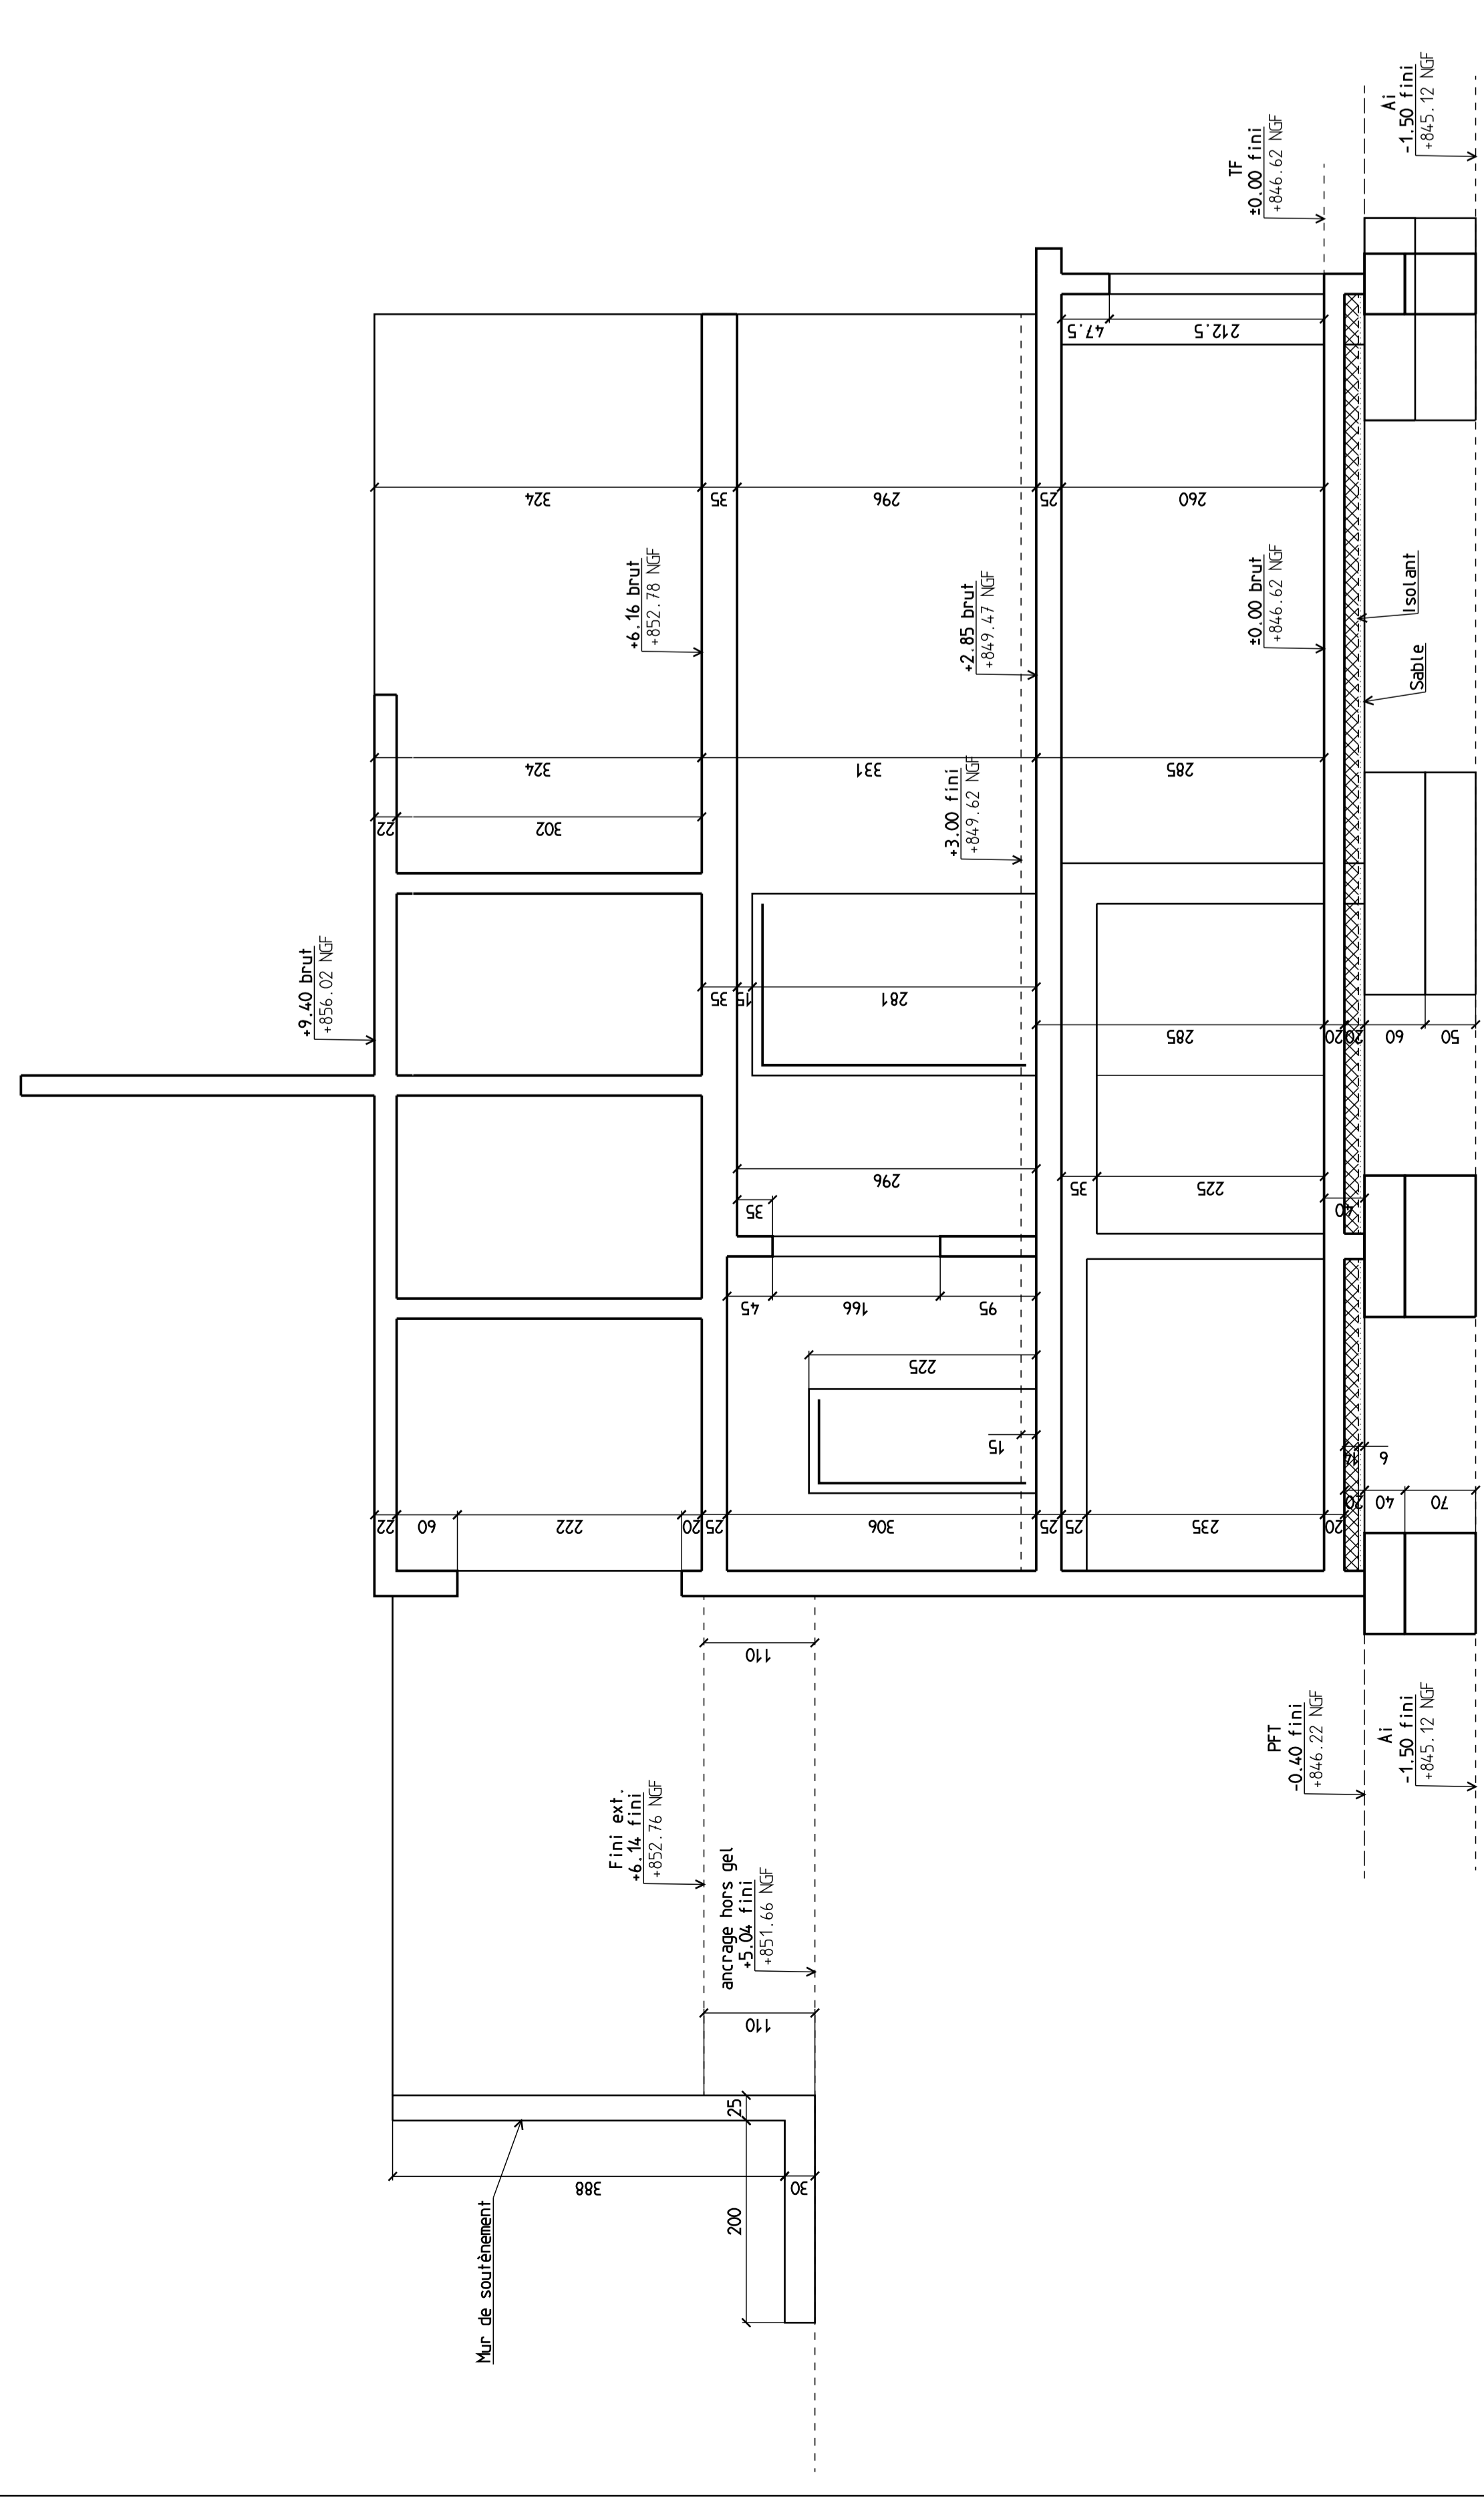 +9.40 brut
+856.02 NGF
22
302
324
324
+6.16 brut
+852.78 NGF
35
296
25
260
47.5
212.5
TF
±0.00 fini
+846.62 NGF
Ai
-1.50 fini
+845.12 NGF
331
285
+2.85 brut
+849.47 NGF
+3.00 fini
+849.62 NGF
±0.00 brut
+846.62 NGF
Isolant
Sable
35
15
281
285
20
20
60
50
296
35
35
225
40
45
166
95
225
15
14
6
22
60
222
20
25
306
25
25
235
20
20
40
70
110
PFT
-0.40 fini
+846.22 NGF
Ai
-1.50 fini
+845.12 NGF
Fini ext.
+6.14 fini
+852.76 NGF
ancrage hors gel
+5.04 fini
+851.66 NGF
110
25
200
388
30
Mur de soutènement